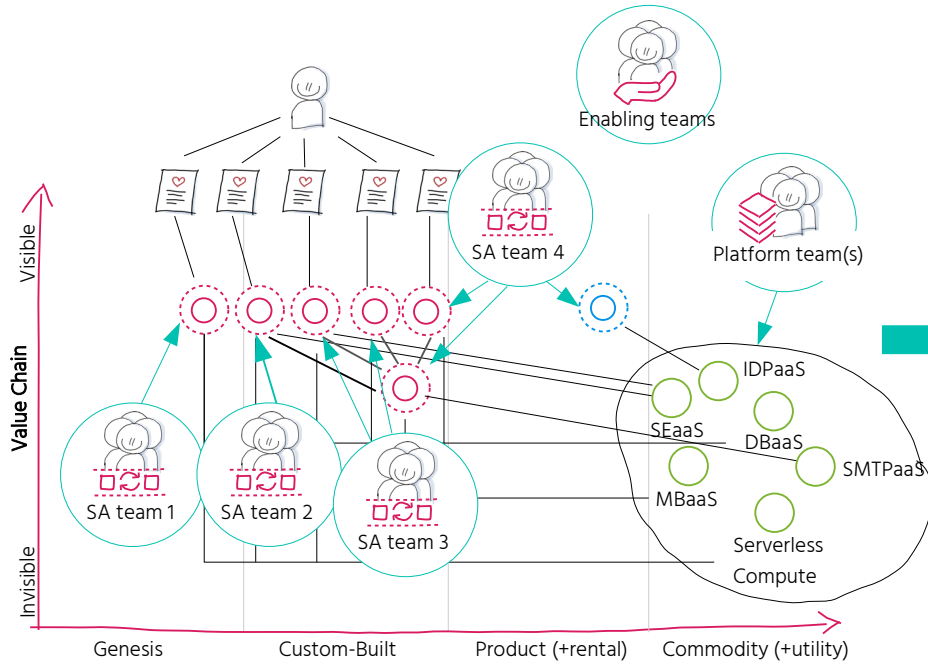 Enabling teams
SA team 4
Platform team(s)
Visible
Value Chain
Invisible
IDPaaS
SEaaS
DBaaS
SMTPaaS
MBaaS
Serverless
Compute
SA team 1
SA team 2
SA team 3
Genesis
Custom-Built
Product (+rental)
Commodity (+utility)